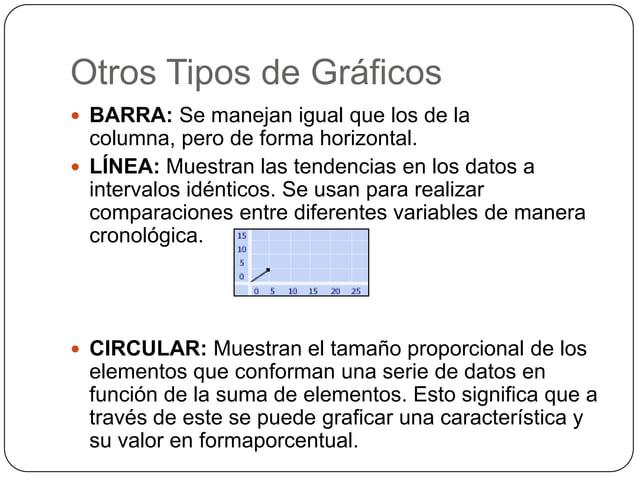 Otros Tipos de Gráficos
• BARRA: Se manejan igual que los de la
columna, pero de forma horizontal.
• LÍNEA: Muestran las tendencias en los datos a
intervalos idénticos. Se usan para realizar
comparaciones entre diferentes variables de manera
cronológica.
15
10
5
0
0 5 10 15 20 25
• CIRCULAR: Muestran el tamaño proporcional de los
elementos que conforman una serie de datos en
función de la suma de elementos. Esto significa que a
través de este se puede graficar una característica y
su valor en formaporcentual.